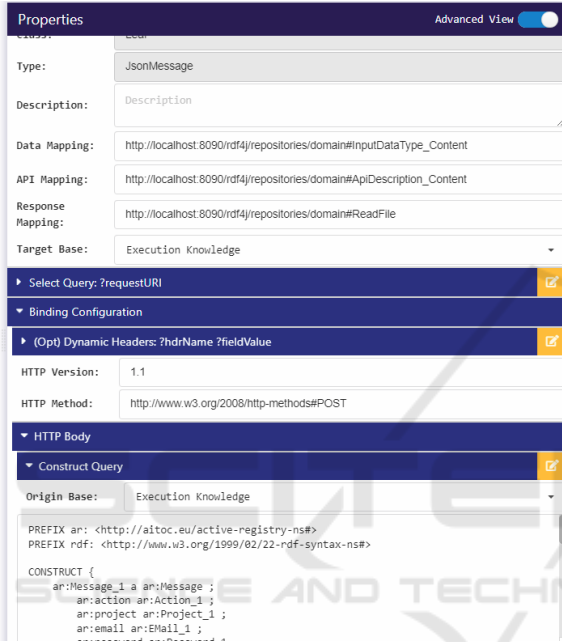 Properties
Advanced View
Class:
Leaf
Type:
JsonMessage
Description:
Description
Data Mapping:
http://localhost:8090/rdf4j/repositories/domain#InputDataType_Content
API Mapping:
http://localhost:8090/rdf4j/repositories/domain#ApiDescription_Content
Response
Mapping:
http://localhost:8090/rdf4j/repositories/domain#ReadFile
Target Base:
Execution Knowledge
Select Query: ?requestURI
Binding Configuration
(Opt) Dynamic Headers: ?hdrName ?fieldValue
HTTP Version:
1.1
HTTP Method:
http://www.w3.org/2008/http-methods#POST
HTTP Body
Construct Query
Origin Base:
Execution Knowledge
PREFIX ar: <http://aitoc.eu/active-registry-ns#>
PREFIX rdf: <http://www.w3.org/1999/02/22-rdf-syntax-ns#>
CONSTRUCT {
ar:Message_1 a ar:Message ;
ar:action ar:Action_1 ;
ar:project ar:Project_1 ;
ar:email ar:EMail_1 ;